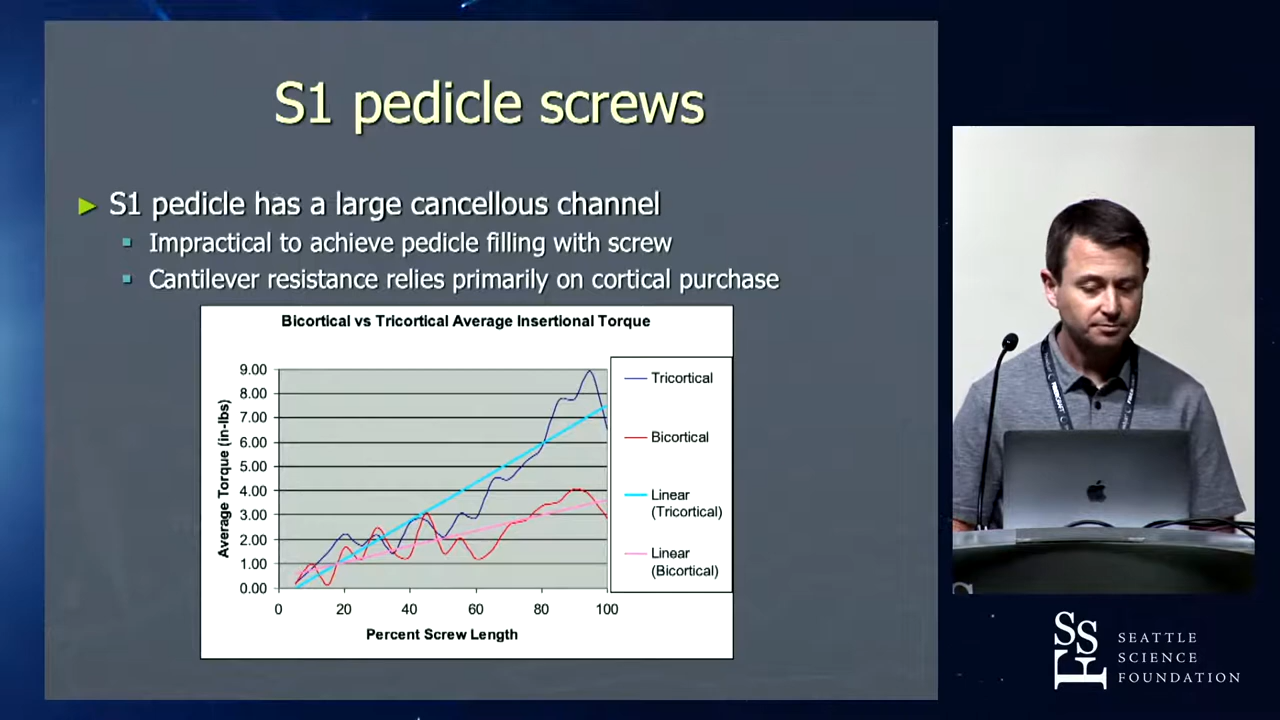 S1 pedicle screws
► S1 pedicle has a large cancellous channel
▪ Impractical to achieve pedicle filling with screw
▪ Cantilever resistance relies primarily on cortical purchase
Bicortical vs Tricortical Average Insertional Torque
Average Torque (in-lbs)
9.00
8.00
7.00
6.00
5.00
4.00
3.00
2.00
1.00
0.00
0 20 40 60 80 100
Percent Screw Length
Tricortical
Bicortical
Linear
(Tricortical)
Linear
(Bicortical)
SSF
SEATTLE
SCIENCE
FOUNDATION